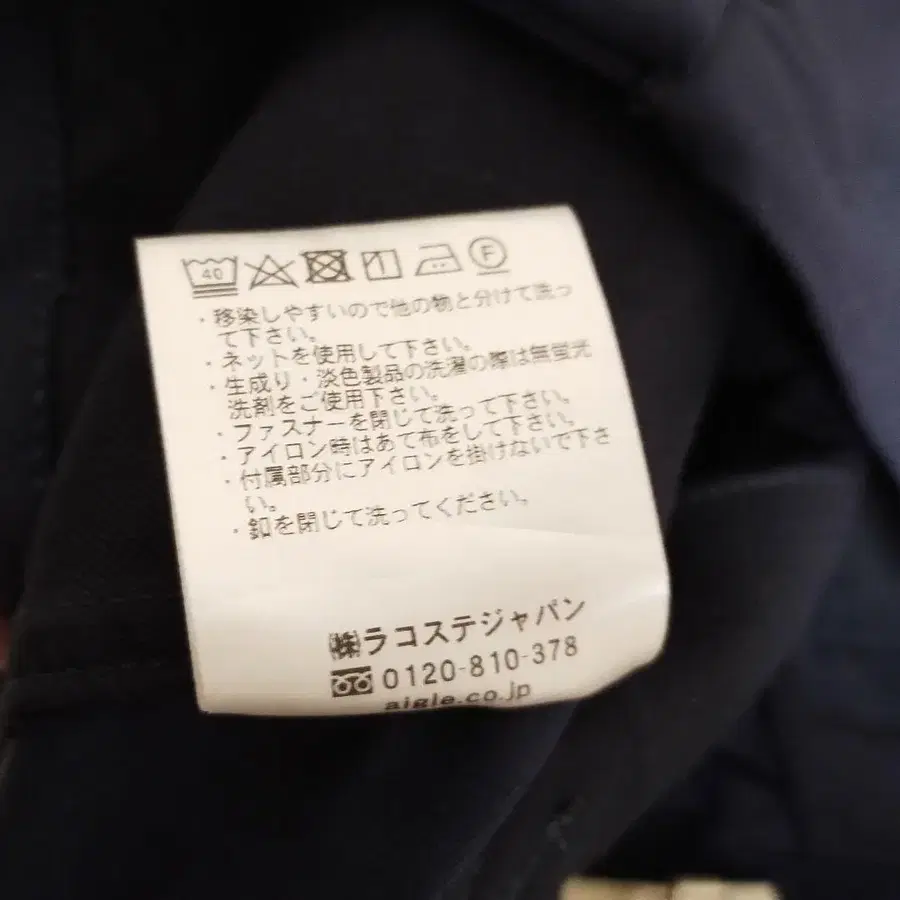 40 F
・移染しやすいので他の物と分けて洗っ
て下さい。
・ネットを使用して下さい。
・生成り・淡色製品の洗濯の際は無蛍光
洗剤をご使用下さい。
・ファスナーを閉じて洗って下さい。
・アイロン時はあて布をして下さい。
・付属部分にアイロンを掛けないで下さ
い。
・釦を閉じて洗ってください。
㈱ラコステジャパン
0120-810-378
aigle.co.jp